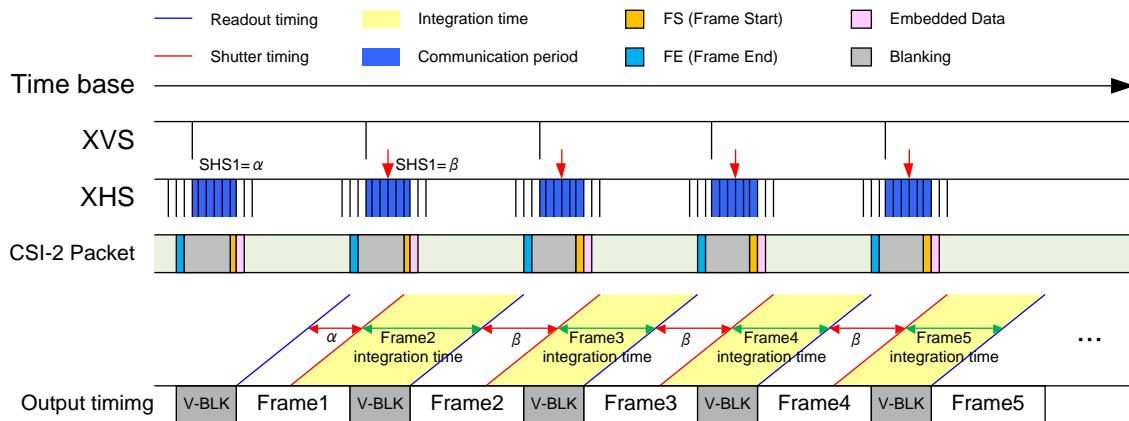 Readout timing Integration time FS (Frame Start) Embedded Data
Shutter timing Communication period FE (Frame End) Blanking
Time base
XVS
SHS1= α SHS1= β
XHS
CSI-2 Packet
α Frame2 integration time β Frame3 integration time β Frame4 integration time β Frame5 integration time ...
Output timimg V-BLK Frame1 V-BLK Frame2 V-BLK Frame3 V-BLK Frame4 V-BLK Frame5